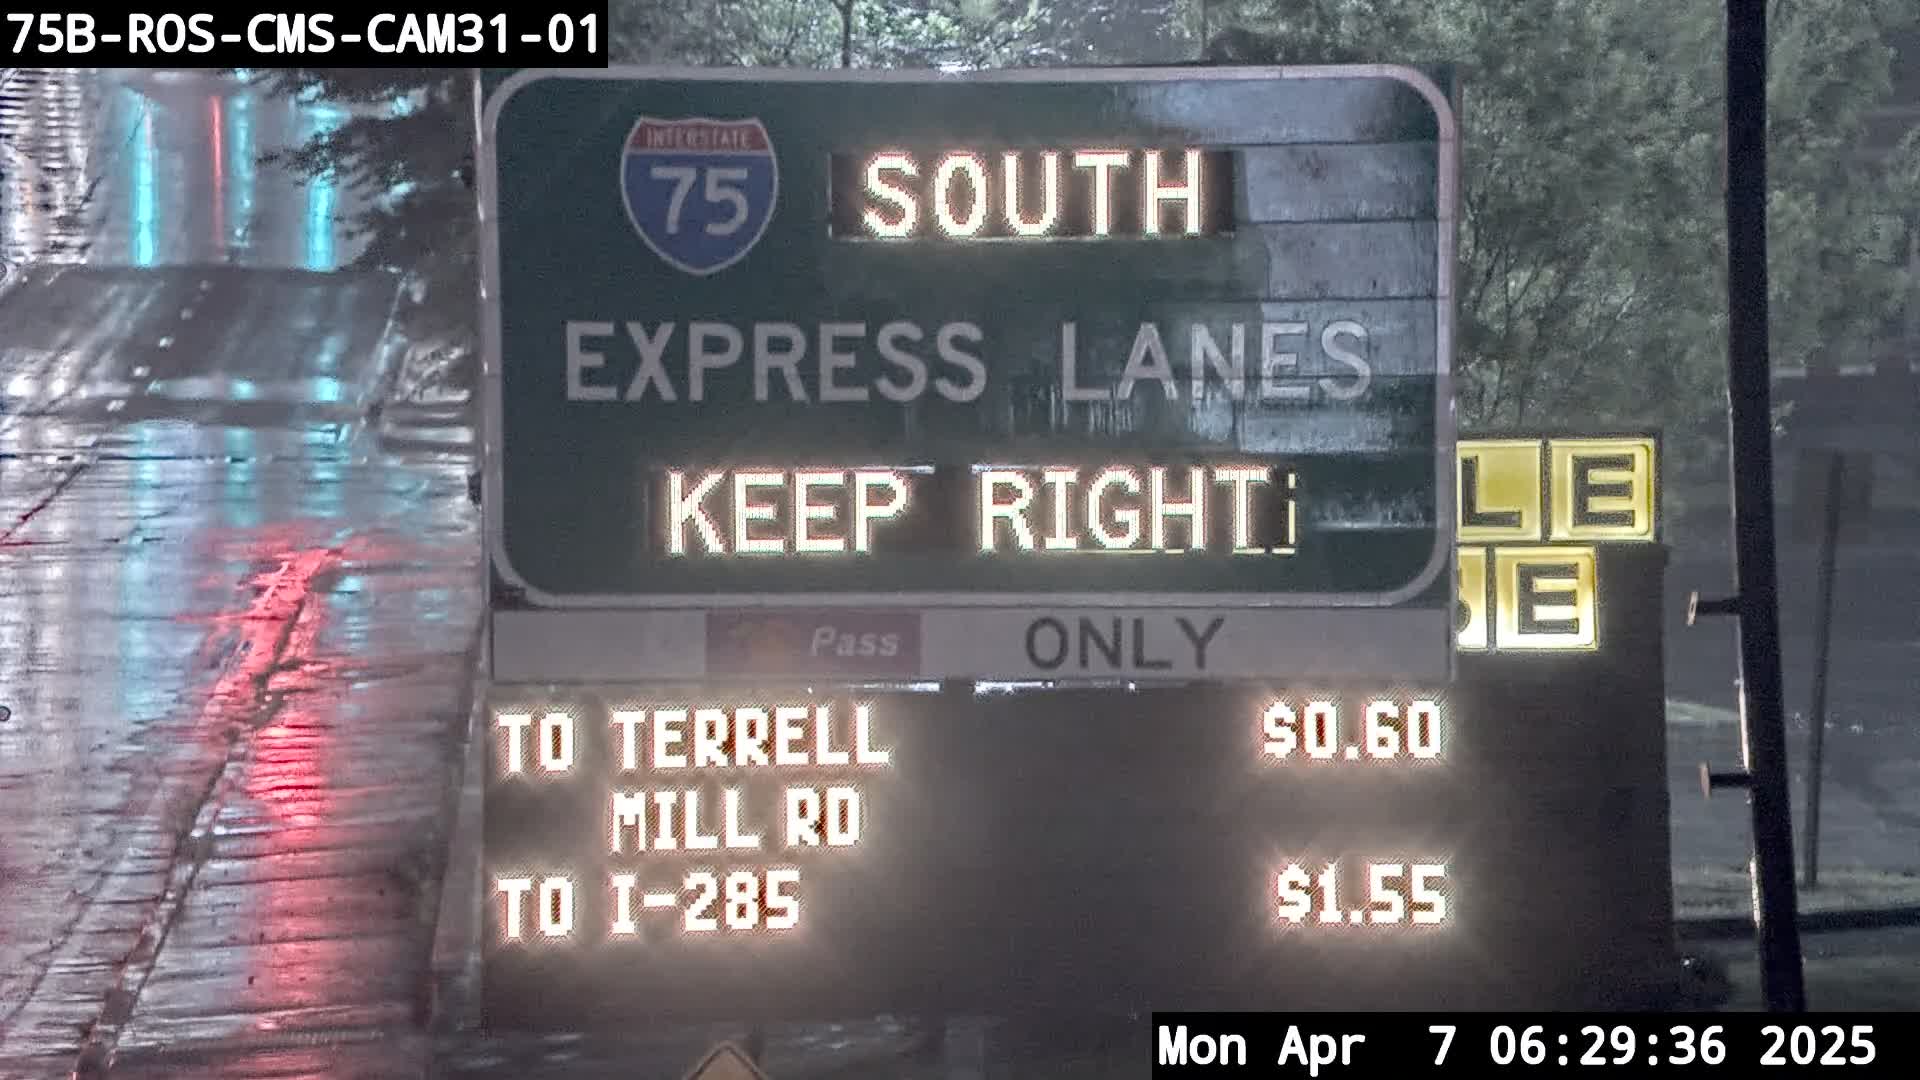 75B-ROS-CMS-CAM31-01
INTERSTATE
75
SOUTH
EXPRESS LANES
KEEP RIGHT
Pass ONLY
TO TERRELL $0.60
MILL RD
TO I-285 $1.55
LE
E
Mon Apr 7 06:29:36 2025